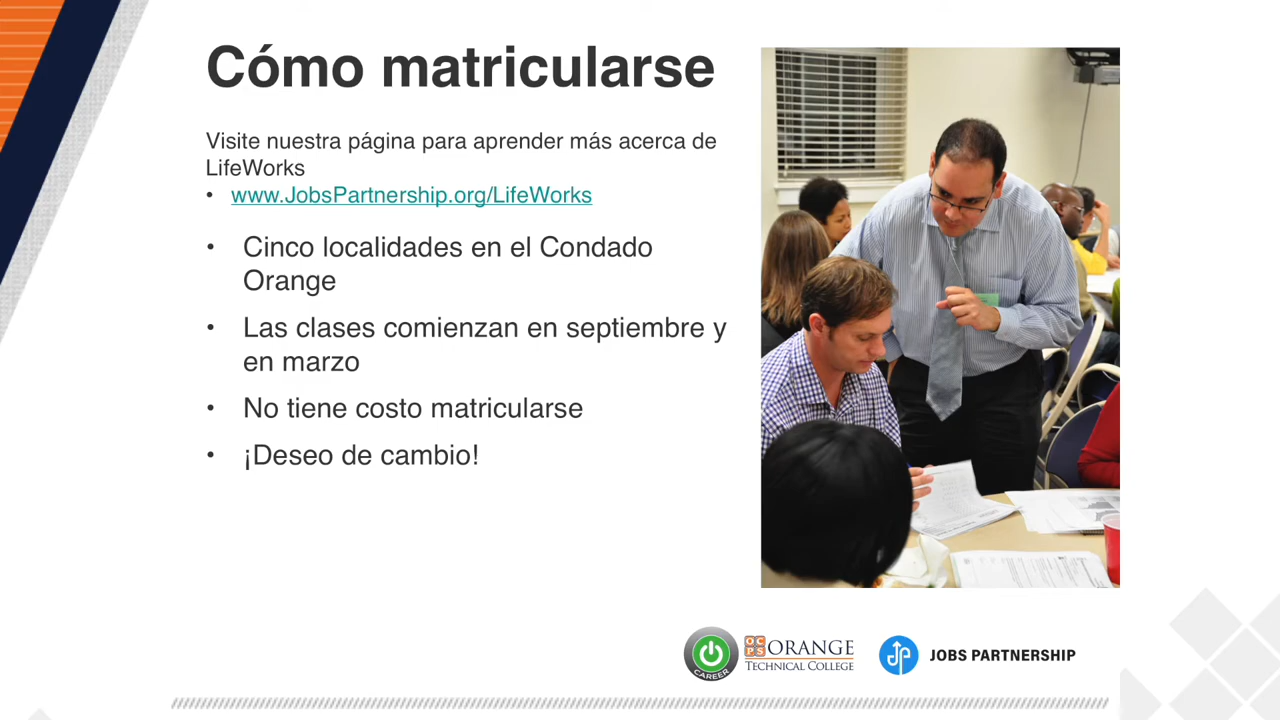 Cómo matricularse
Visite nuestra página para aprender más acerca de
LifeWorks
• www.JobsPartnership.org/LifeWorks
• Cinco localidades en el Condado
Orange
• Las clases comienzan en septiembre y
en marzo
• No tiene costo matricularse
• ¡Deseo de cambio!
CAREER
OCPS
ORANGE
TECHNICAL COLLEGE
JOBS PARTNERSHIP